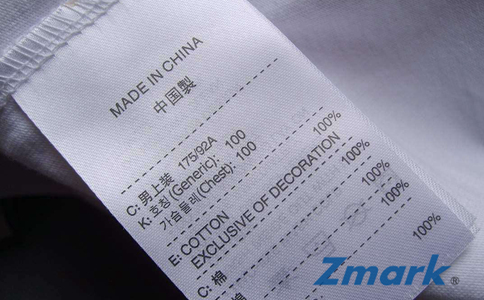 MADE IN CHINA
中国製
C: 男上装 175/92A
K: 호칭(Generic): 100
가슴둘레(Chest): 100
E: COTTON 100%
EXCLUSIVE OF DECORATION
C: 棉 100%
100%
100%
Zmark®